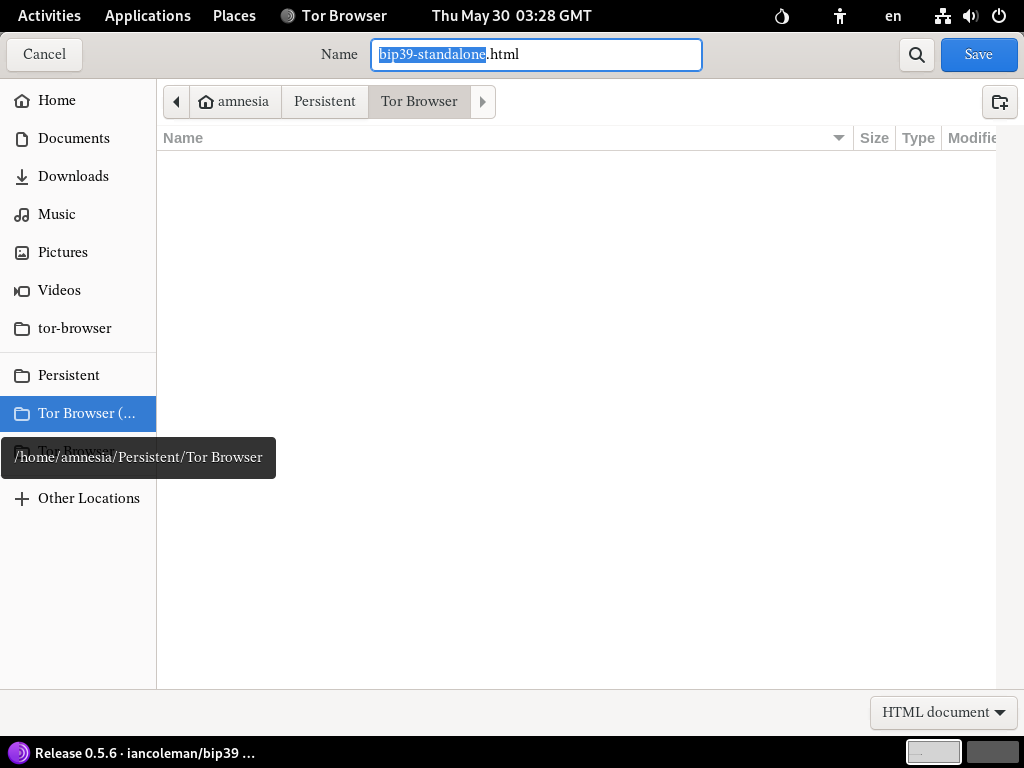 Activities Applications Places Tor Browser Thu May 30 03:28 GMT en
Cancel Name bip39-standalone.html Save
amnesia Persistent Tor Browser
Home
Documents
Downloads
Music
Pictures
Videos
tor-browser
Persistent
Tor Browser (...
Tor Browser
/home/amnesia/Persistent/Tor Browser
Other Locations
Name Size Type Modifie
HTML document
Release 0.5.6 · iancoleman/bip39 ...